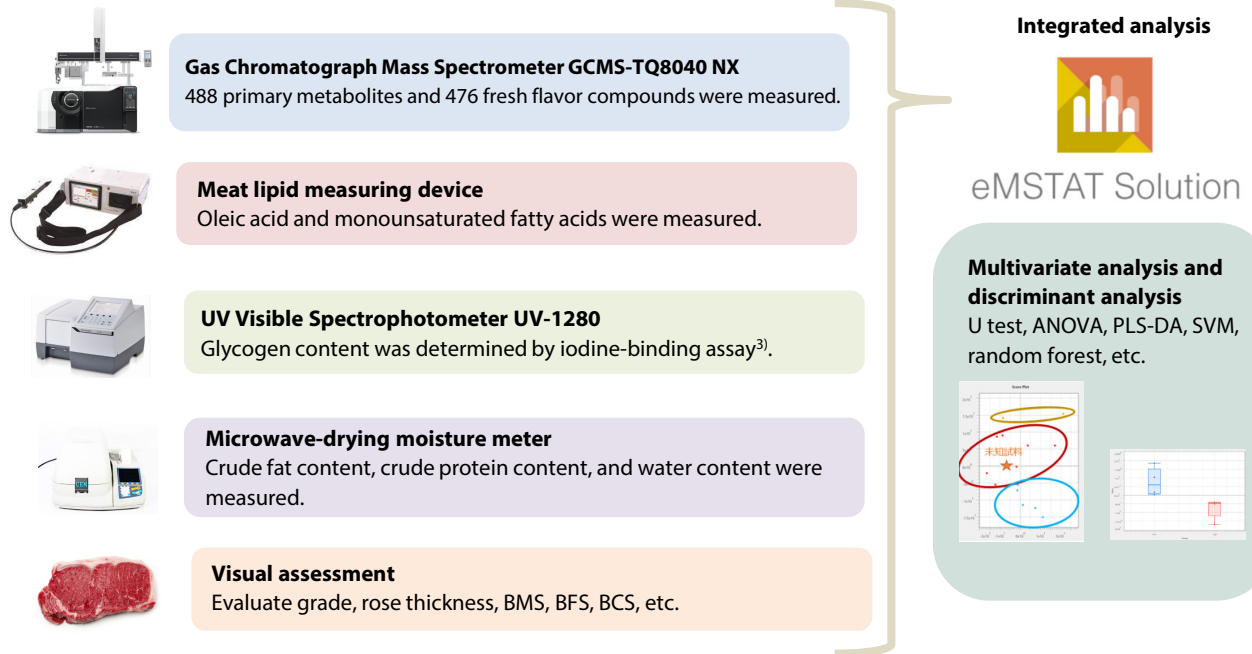 Gas Chromatograph Mass Spectrometer GCMS-TQ8040 NX
488 primary metabolites and 476 fresh flavor compounds were measured.
Meat lipid measuring device
Oleic acid and monounsaturated fatty acids were measured.
UV Visible Spectrophotometer UV-1280
Glycogen content was determined by iodine-binding assay3).
Microwave-drying moisture meter
Crude fat content, crude protein content, and water content were
measured.
Visual assessment
Evaluate grade, rose thickness, BMS, BFS, BCS, etc.
Integrated analysis
eMSTAT Solution
Multivariate analysis and
discriminant analysis
U test, ANOVA, PLS-DA, SVM,
random forest, etc.
Score Plot
未知試料